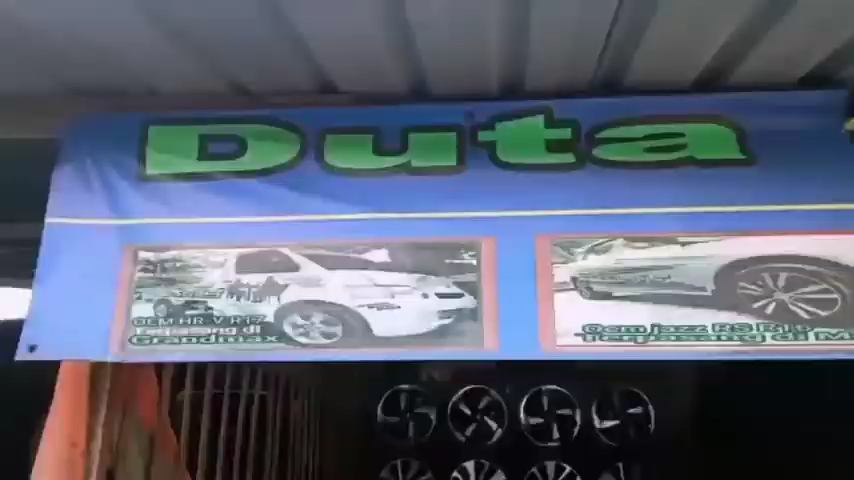 Duta
OEM HR-V R17
Terpasang di
Grandmax
Oem jazz RS R16
Terpasang di M